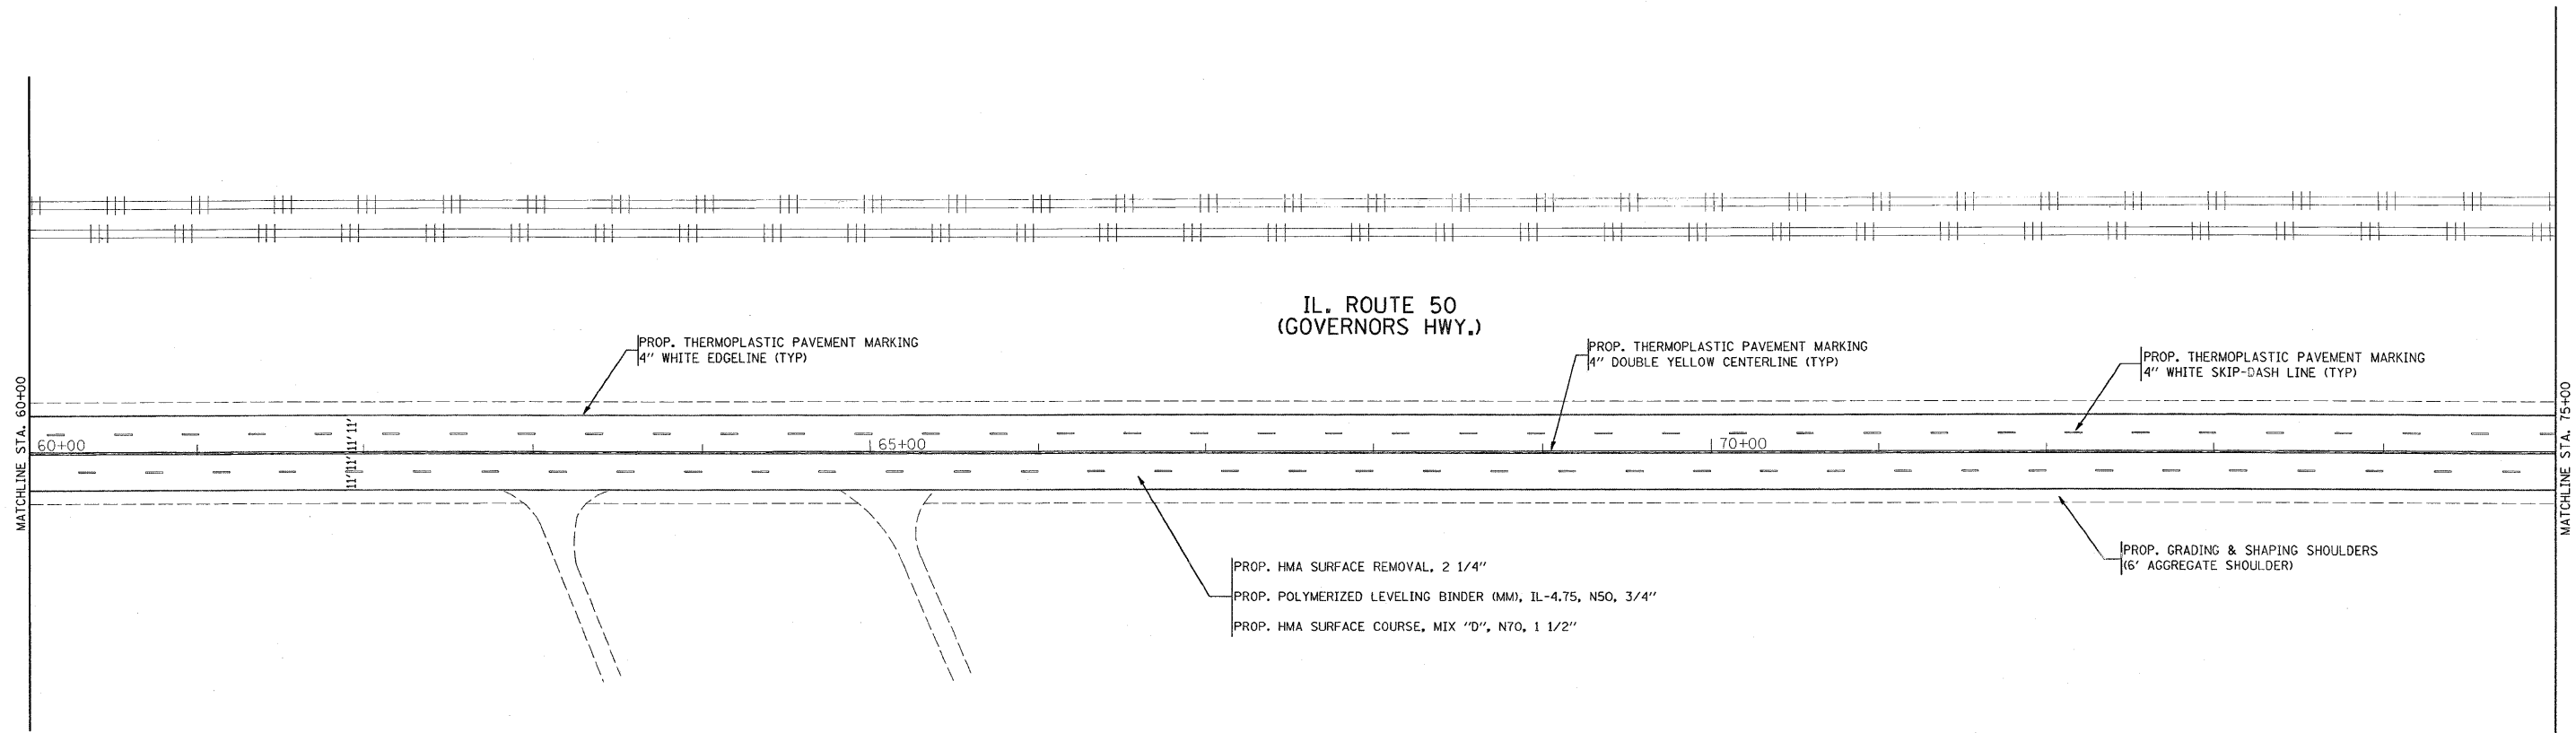 IL. ROUTE 50
(GOVERNORS HWY.)
PROP. THERMOPLASTIC PAVEMENT MARKING
4" WHITE EDGELINE (TYP)
PROP. THERMOPLASTIC PAVEMENT MARKING
4" DOUBLE YELLOW CENTERLINE (TYP)
PROP. THERMOPLASTIC PAVEMENT MARKING
4" WHITE SKIP-DASH LINE (TYP)
MATCHLINE STA. 60+00
MATCHLINE STA. 75+00
60+00
11'11'11'11'
65+00
70+00
PROP. HMA SURFACE REMOVAL, 2 1/4"
PROP. POLYMERIZED LEVELING BINDER (MM), IL-4.75, N50, 3/4"
PROP. HMA SURFACE COURSE, MIX "D", N70, 1 1/2"
PROP. GRADING & SHAPING SHOULDERS
(6' AGGREGATE SHOULDER)